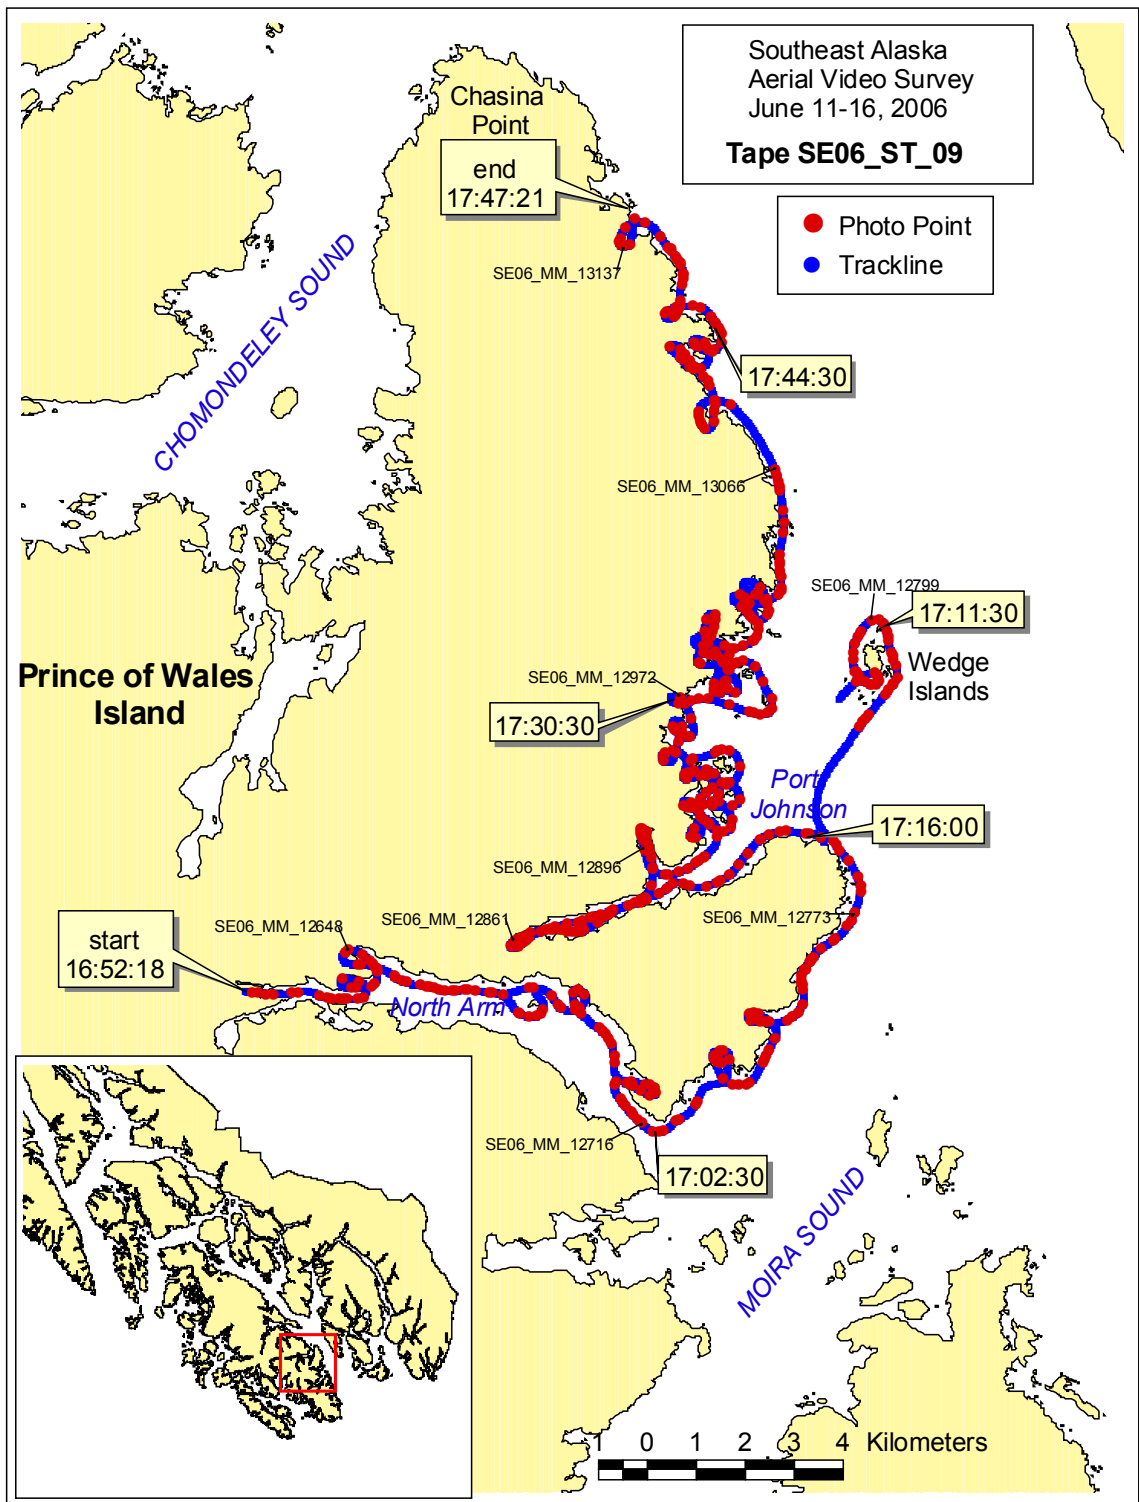 Southeast Alaska
Aerial Video Survey
June 11-16, 2006
Tape SE06_ST_09
Photo Point
Trackline
Chasina
Point
end
17:47:21
SE06_MM_13137
CHOMONDELEY SOUND
17:44:30
SE06_MM_13066
SE06_MM_12799
17:11:30
Wedge
Islands
Prince of Wales
Island
SE06_MM_12972
17:30:30
Port
Johnson
17:16:00
SE06_MM_12896
SE06_MM_12861
SE06_MM_12773
SE06_MM_12648
start
16:52:18
North Arm
SE06_MM_12716
17:02:30
MOIRA SOUND
1 0 1 2 3 4 Kilometers